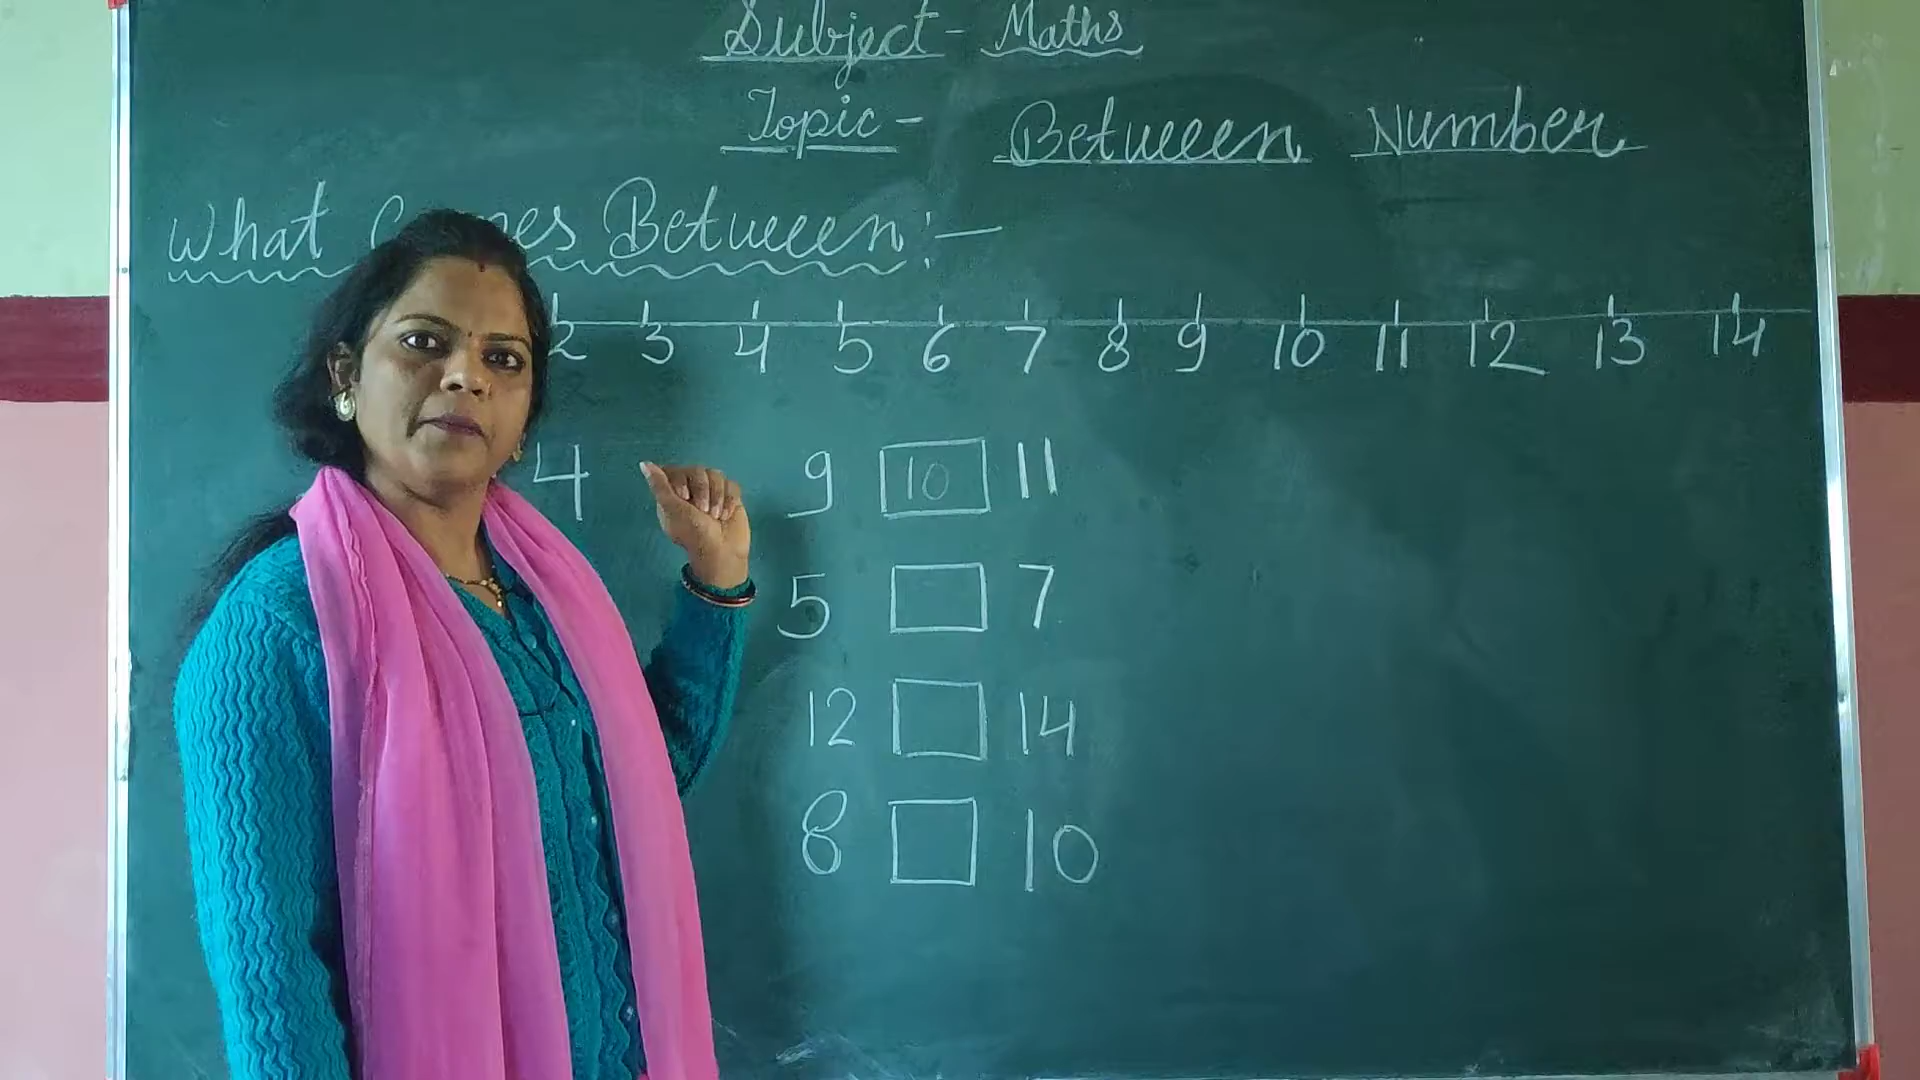 Subject - Maths
Topic - Between Number
What Comes Between :-
2 3 4 5 6 7 8 9 10 11 12 13 14
4
9 10 11
5 7
12 14
8 10